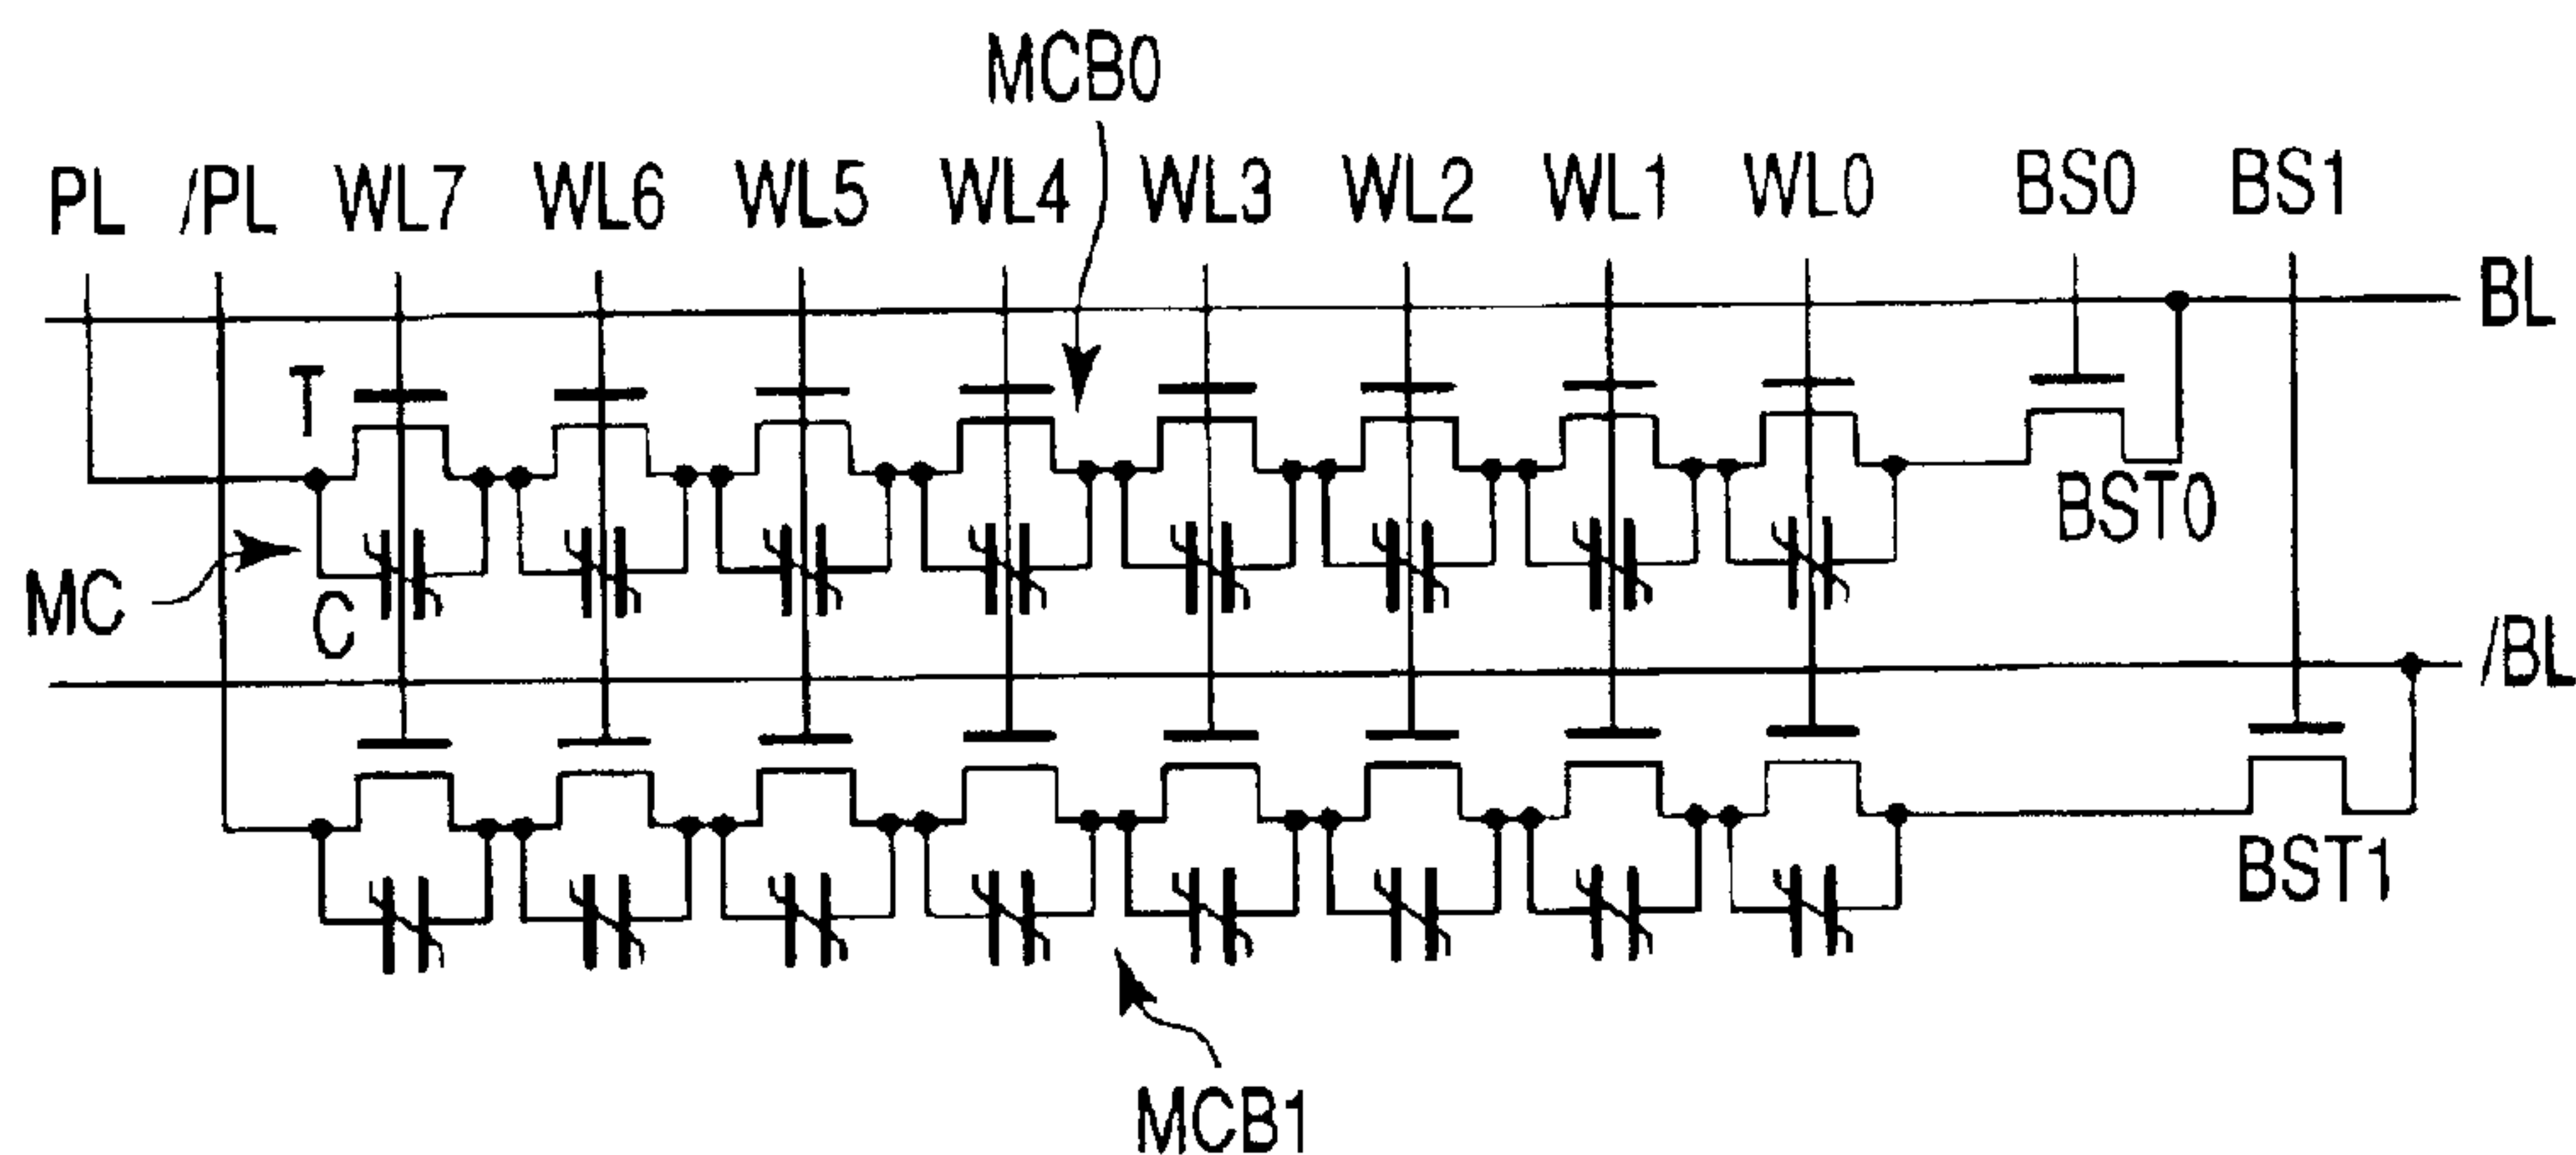 MCB0
PL /PL WL7 WL6 WL5 WL4 WL3 WL2 WL1 WL0 BS0 BS1
BL
T
BST0
MC
C
/BL
BST1
MCB1